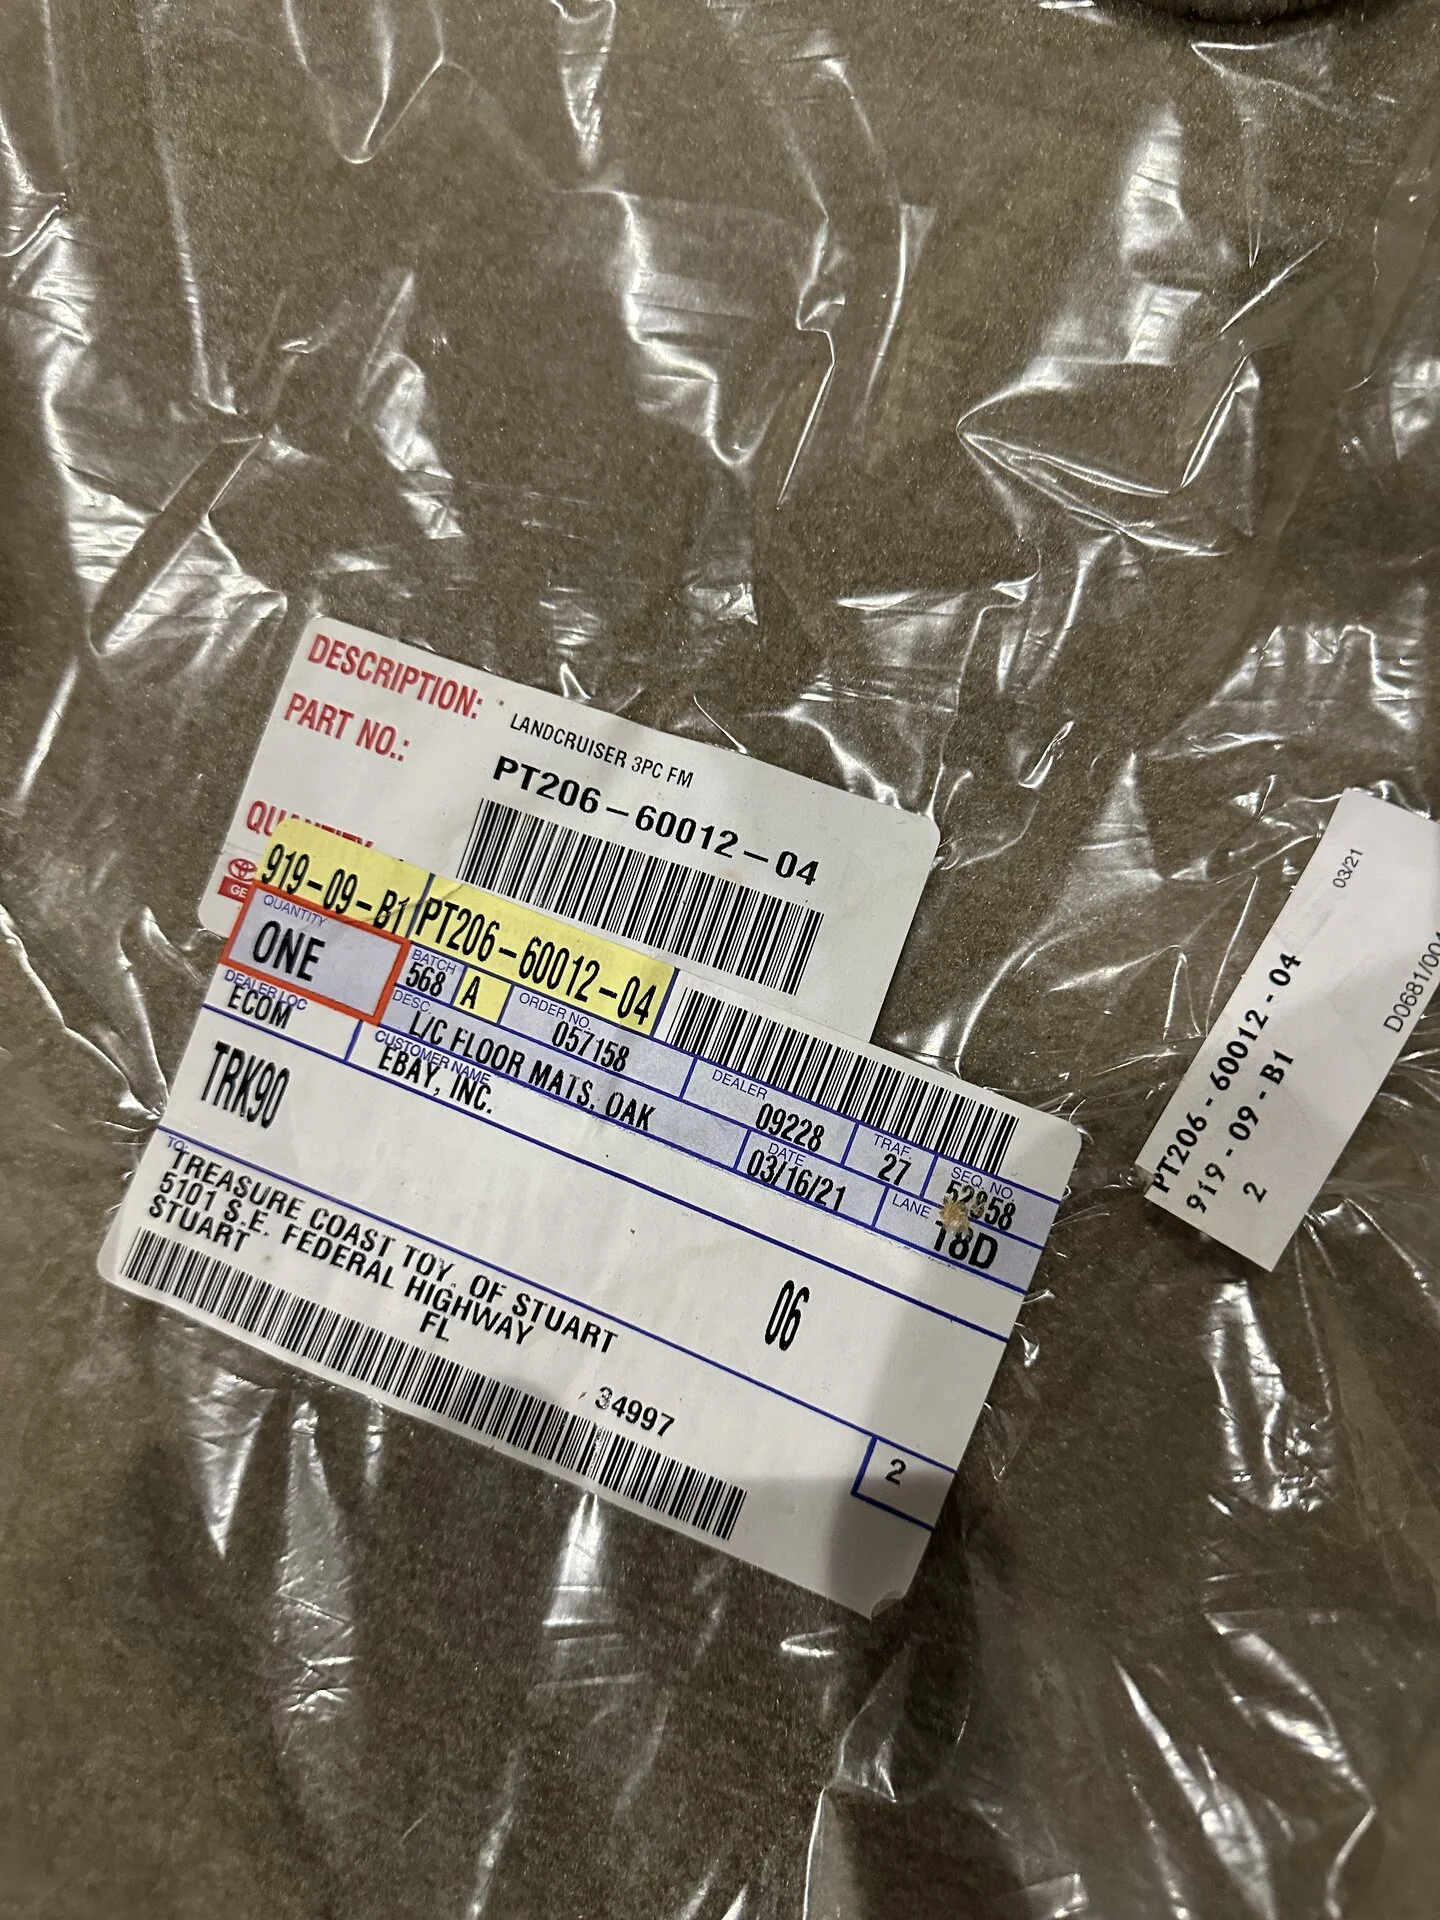 DESCRIPTION: LANDCRUISER 3PC FM
PART NO.: PT206-60012-04
919-09-B1 PT206-60012-04
QUANTITY
ONE
BATCH
568 A
ORDER NO.
057158
DEALER
09228
TRAF.
27
SEQ. NO.
DEALER LOC
ECOM
DESC.
L/C FLOOR MATS, OAK
DATE
03/16/21
LANE
18D
CUSTOMER NAME
EBAY, INC.
TRK90
06
TO:
TREASURE COAST TOY. OF STUART
5101 S.E. FEDERAL HIGHWAY
STUART FL
34997
2
03/21
PT206-60012-04
919-09-B1
2